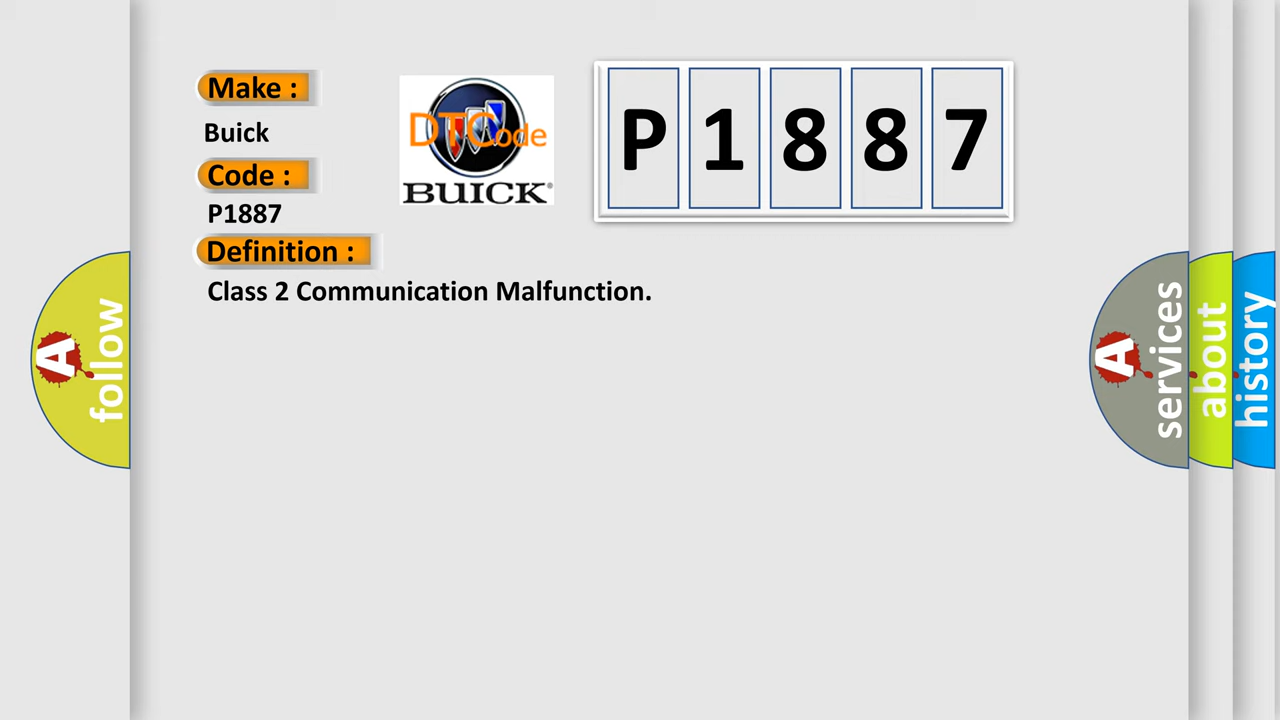 Make :
Buick
Code :
P1887
Definition :
Class 2 Communication Malfunction.
DTCode
BUICK®
P 1 8 8 7
A follow
A services
about
history